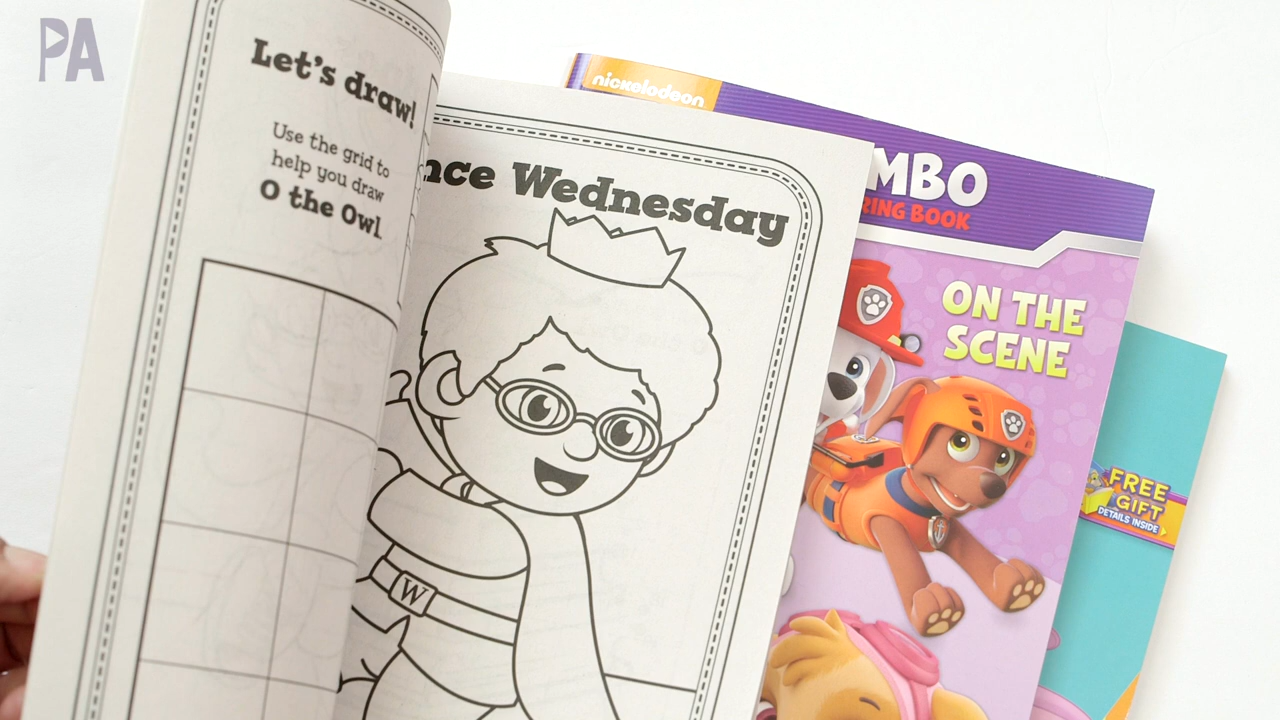 PA
Let's draw!
Use the grid to
help you draw
O the Owl.
nce Wednesday
W
nickelodeon
MBO
RING BOOK
ON THE
SCENE
FREE
GIFT
DETAILS INSIDE